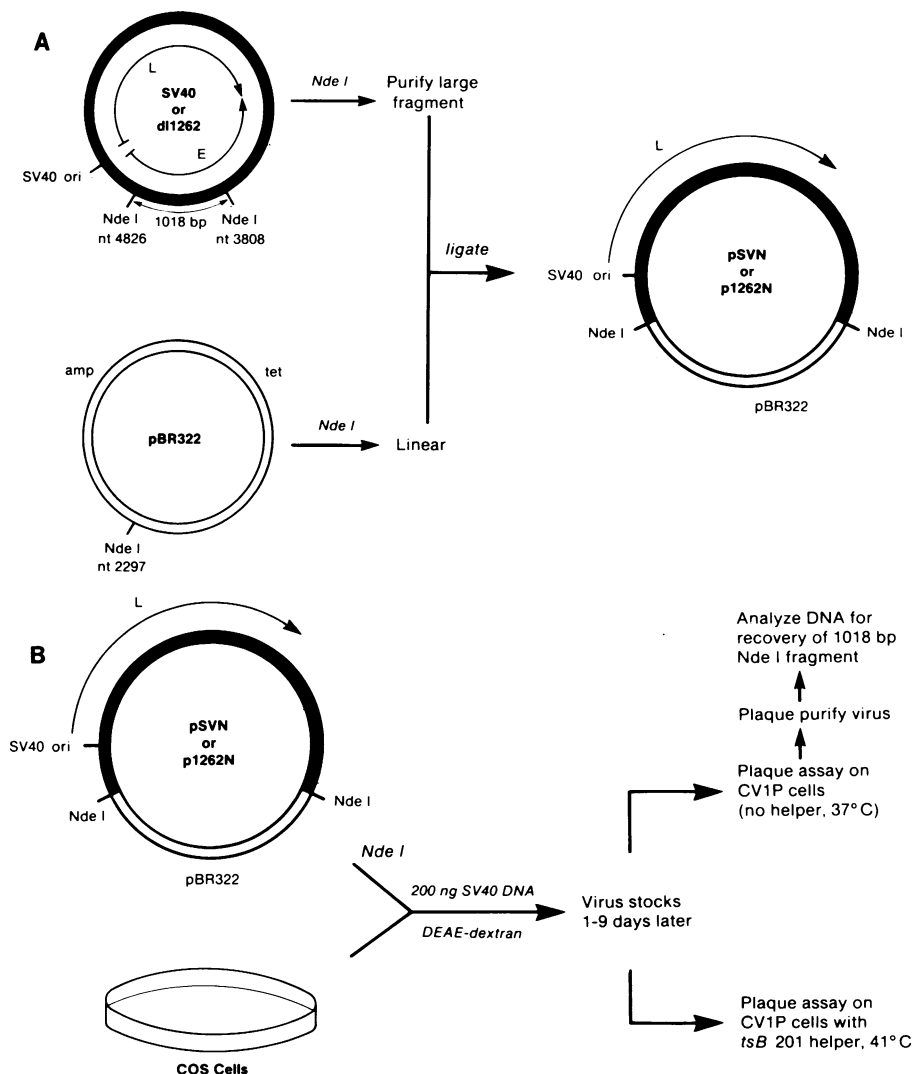 A
L
SV40
or
dl1262
E
SV40 ori
Nde I
nt 4826
1018 bp
Nde I
nt 3808
Nde I
Purify large
fragment
ligate
L
SV40 ori
pSVN
or
p1262N
Nde I
Nde I
pBR322
amp
tet
pBR322
Nde I
nt 2297
Nde I
Linear
B
L
SV40 ori
pSVN
or
p1262N
Nde I
Nde I
pBR322
COS Cells
Nde I
200 ng SV40 DNA
DEAE-dextran
Virus stocks
1-9 days later
Analyze DNA for
recovery of 1018 bp
Nde I fragment
Plaque purify virus
Plaque assay on
CV1P cells
(no helper, 37°C)
Plaque assay on
CV1P cells with
tsB 201 helper, 41°C